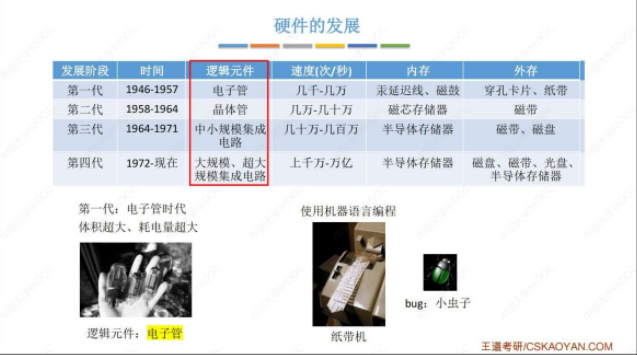 硬件的发展
发展阶段 时间 逻辑元件 速度(次/秒) 内存 外存
第一代 1946-1957 电子管 几千-几万 汞延迟线、磁鼓 穿孔卡片、纸带
第二代 1958-1964 晶体管 几万-几十万 磁芯存储器 磁带
第三代 1964-1971 中小规模集成电路 几十万-几百万 半导体存储器 磁带、磁盘
第四代 1972-现在 大规模、超大规模集成电路 上千万-万亿 半导体存储器 磁盘、磁带、光盘、半导体存储器
第一代：电子管时代
体积超大、耗电量超大
逻辑元件：电子管
使用机器语言编程
纸带机
bug：小虫子
王道考研/CSKAOYAN.COM